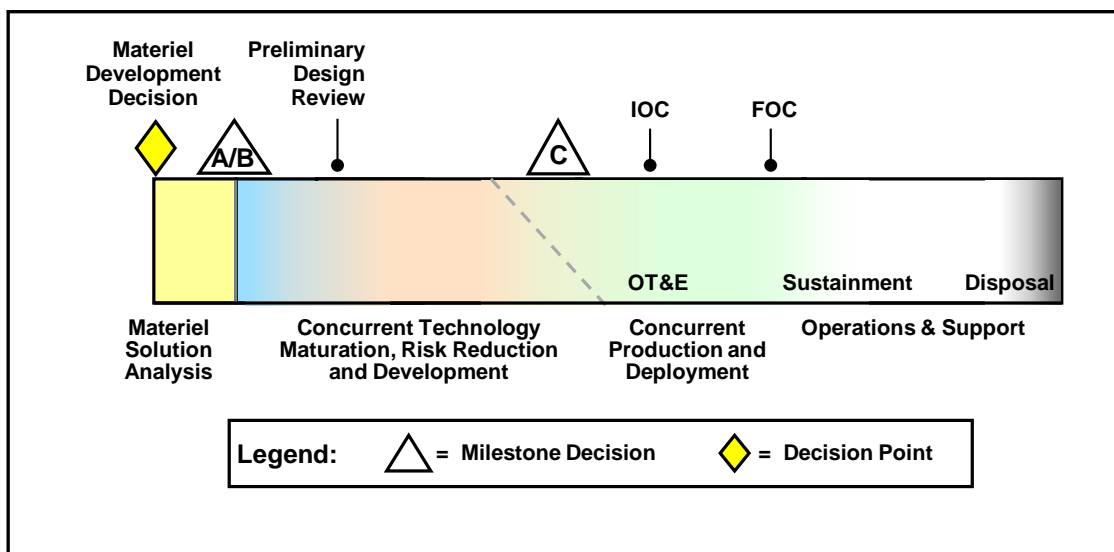 Materiel
Development
Decision
Preliminary
Design
Review
A/B
C
IOC
FOC
OT&E
Sustainment
Disposal
Materiel
Solution
Analysis
Concurrent Technology
Maturation, Risk Reduction
and Development
Concurrent
Production and
Deployment
Operations & Support
Legend:
= Milestone Decision
= Decision Point